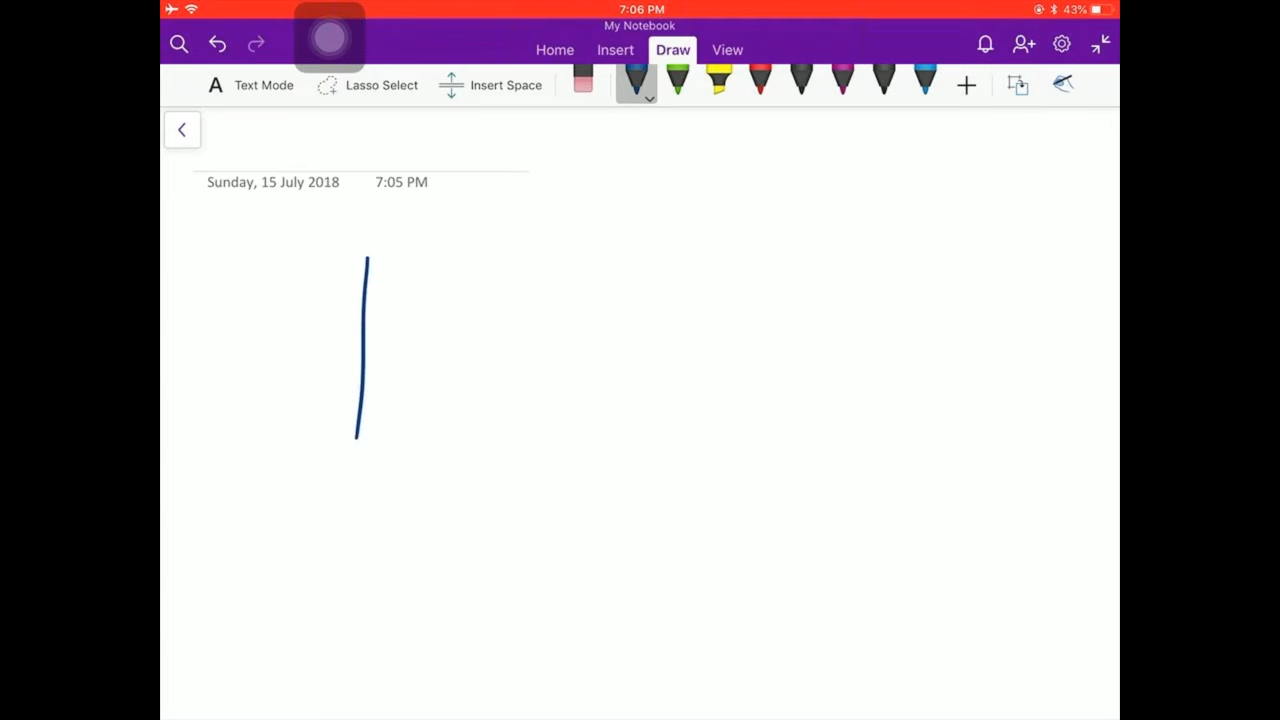 7:06 PM
43%
My Notebook
Home Insert Draw View
A Text Mode Lasso Select Insert Space
Sunday, 15 July 2018 7:05 PM